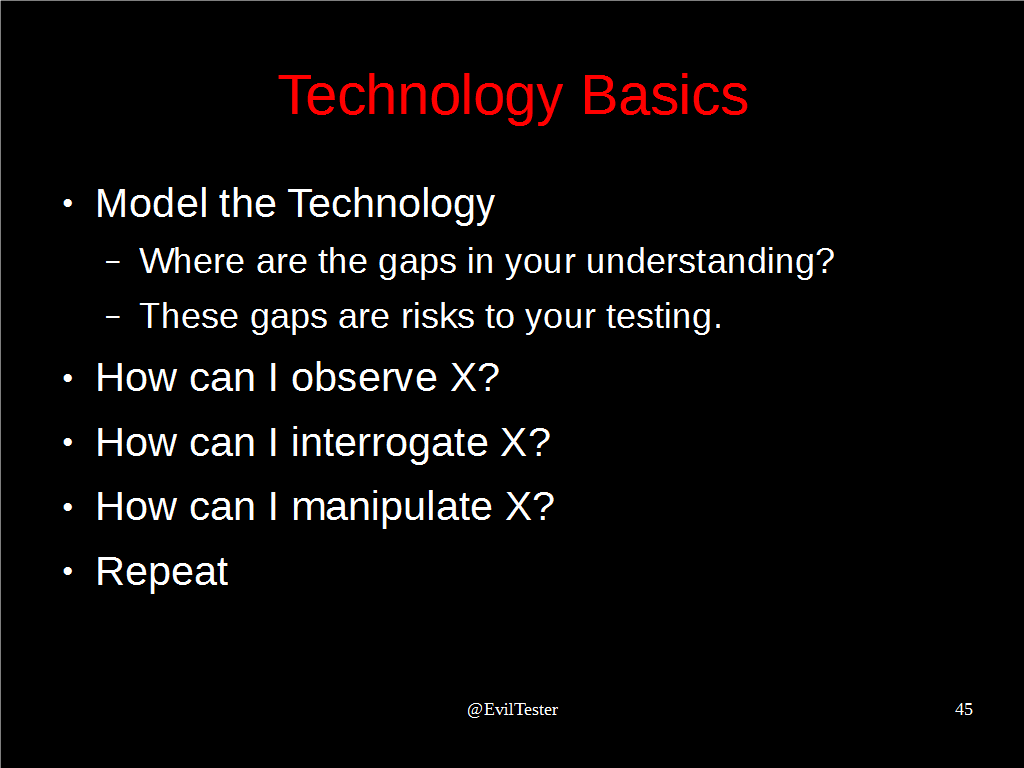 Technology Basics
• Model the Technology
– Where are the gaps in your understanding?
– These gaps are risks to your testing.
• How can I observe X?
• How can I interrogate X?
• How can I manipulate X?
• Repeat
@EvilTester
45